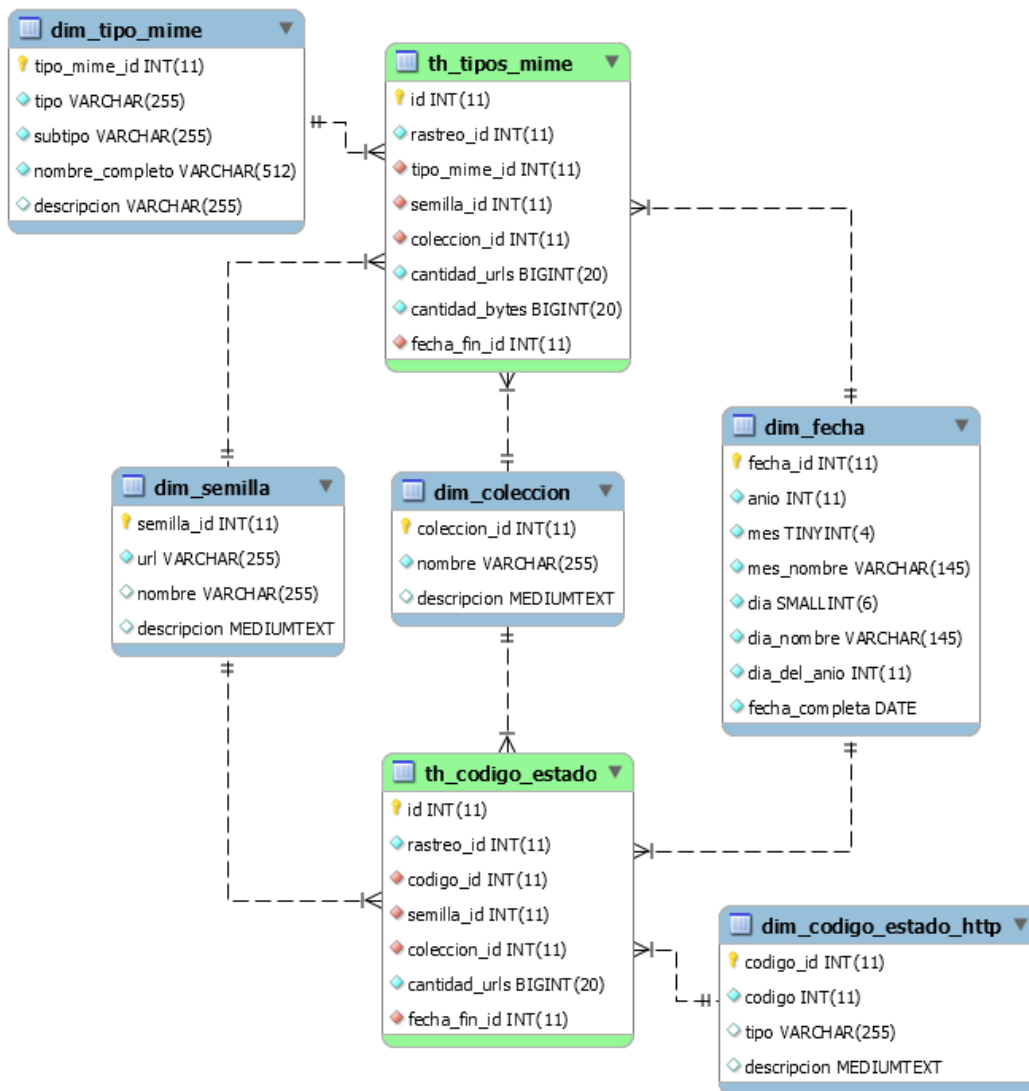 dim_tipo_mime
tipo_mime_id INT(11)
tipo VARCHAR(255)
subtipo VARCHAR(255)
nombre_completo VARCHAR(512)
descripcion VARCHAR(255)
th_tipos_mime
id INT(11)
rastreo_id INT(11)
tipo_mime_id INT(11)
semilla_id INT(11)
coleccion_id INT(11)
cantidad_urls BIGINT(20)
cantidad_bytes BIGINT(20)
fecha_fin_id INT(11)
dim_semilla
semilla_id INT(11)
url VARCHAR(255)
nombre VARCHAR(255)
descripcion MEDIUMTEXT
dim_coleccion
coleccion_id INT(11)
nombre VARCHAR(255)
descripcion MEDIUMTEXT
dim_fecha
fecha_id INT(11)
anio INT(11)
mes TINYINT(4)
mes_nombre VARCHAR(145)
dia SMALLINT(6)
dia_nombre VARCHAR(145)
dia_del_anio INT(11)
fecha_completa DATE
th_codigo_estado
id INT(11)
rastreo_id INT(11)
codigo_id INT(11)
semilla_id INT(11)
coleccion_id INT(11)
cantidad_urls BIGINT(20)
fecha_fin_id INT(11)
dim_codigo_estado_http
codigo_id INT(11)
codigo INT(11)
tipo VARCHAR(255)
descripcion MEDIUMTEXT